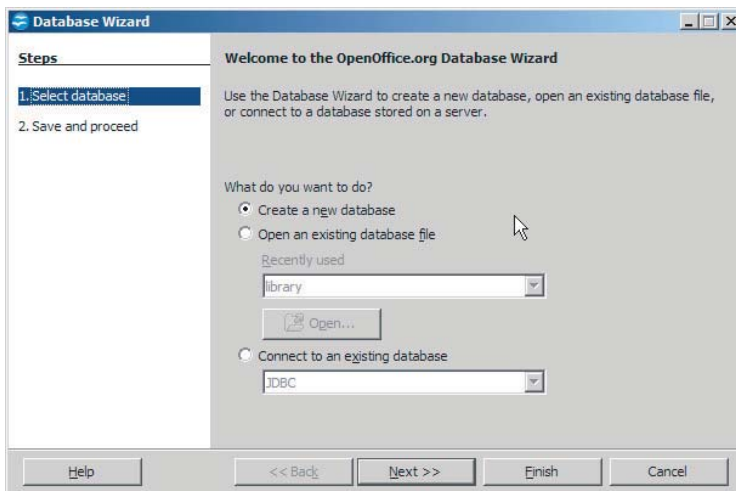 Database Wizard
Steps
1. Select database
2. Save and proceed
Welcome to the OpenOffice.org Database Wizard
Use the Database Wizard to create a new database, open an existing database file,
or connect to a database stored on a server.
What do you want to do?
Create a new database
Open an existing database file
Recently used
library
Open...
Connect to an existing database
JDBC
Help
<< Back
Next >>
Finish
Cancel